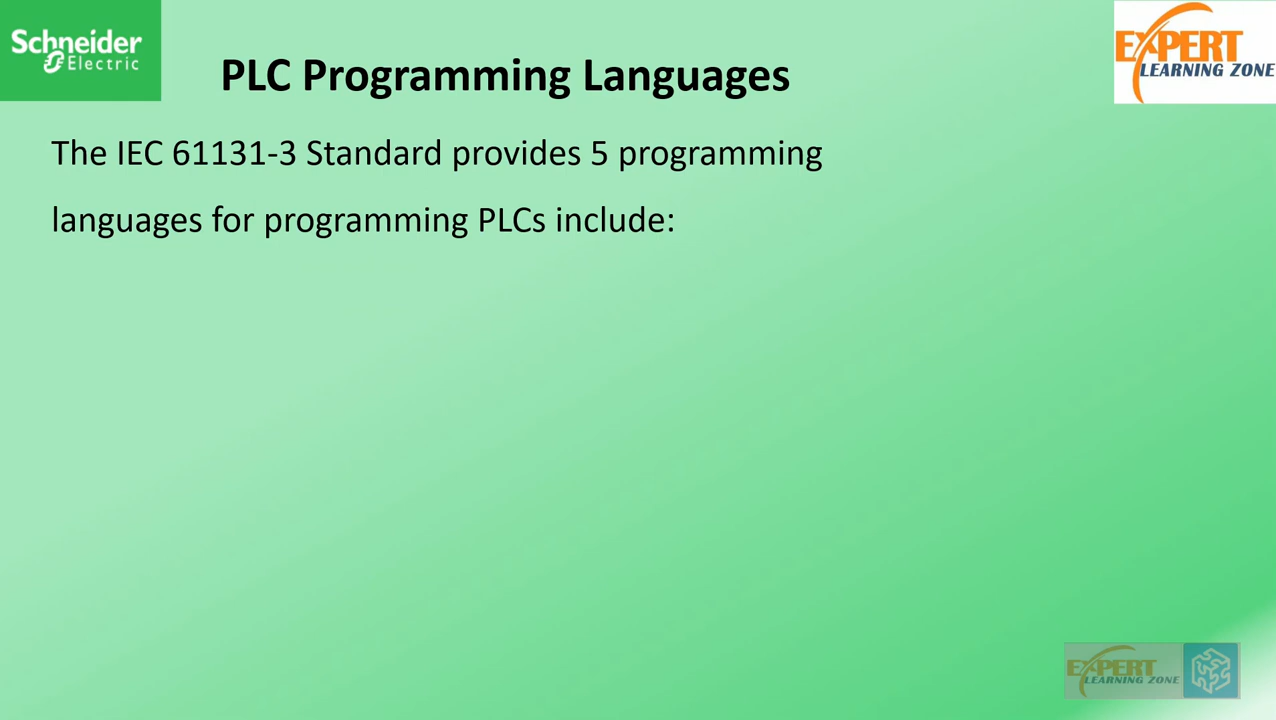 Schneider
Electric
EXPERT
LEARNING ZONE
PLC Programming Languages
The IEC 61131-3 Standard provides 5 programming
languages for programming PLCs include:
EXPERT
LEARNING ZONE